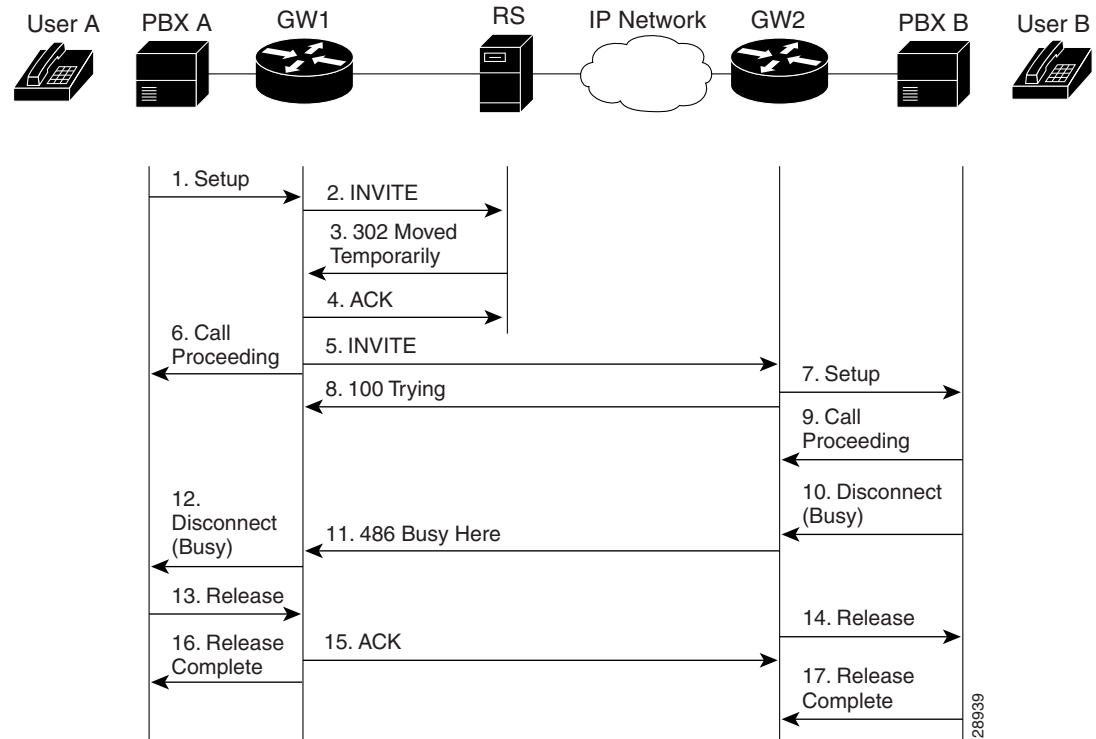 User A
PBX A
GW1
RS
IP Network
GW2
PBX B
User B
1. Setup
2. INVITE
3. 302 Moved
Temporarily
4. ACK
6. Call
Proceeding
5. INVITE
7. Setup
8. 100 Trying
9. Call
Proceeding
10. Disconnect
(Busy)
12.
Disconnect
(Busy)
11. 486 Busy Here
13. Release
14. Release
16. Release
Complete
15. ACK
17. Release
Complete
28939